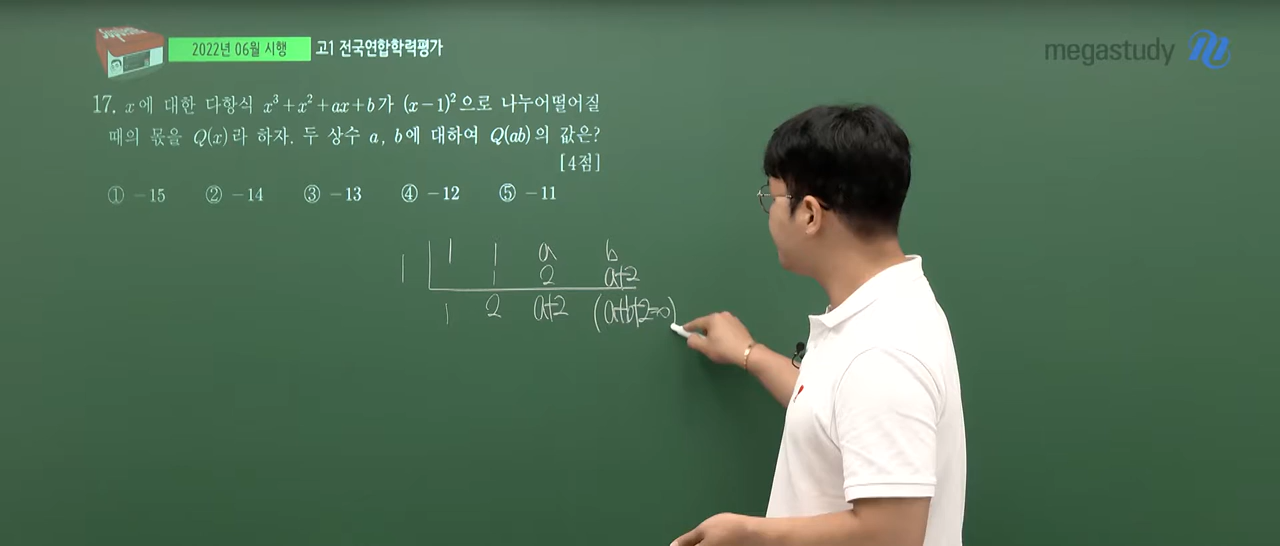 2022년 06월 시행 고1 전국연합학력평가
megastudy
17. x에 대한 다항식 x³+x²+ax+b가 (x-1)²으로 나누어떨어질
때의 몫을 Q(x)라 하자. 두 상수 a, b에 대하여 Q(ab)의 값은?
[4점]
① -15 ② -14 ③ -13 ④ -12 ⑤ -11
1 1 a b
1 1 2 a+2
1 2 a+2 (a+b+2=0)